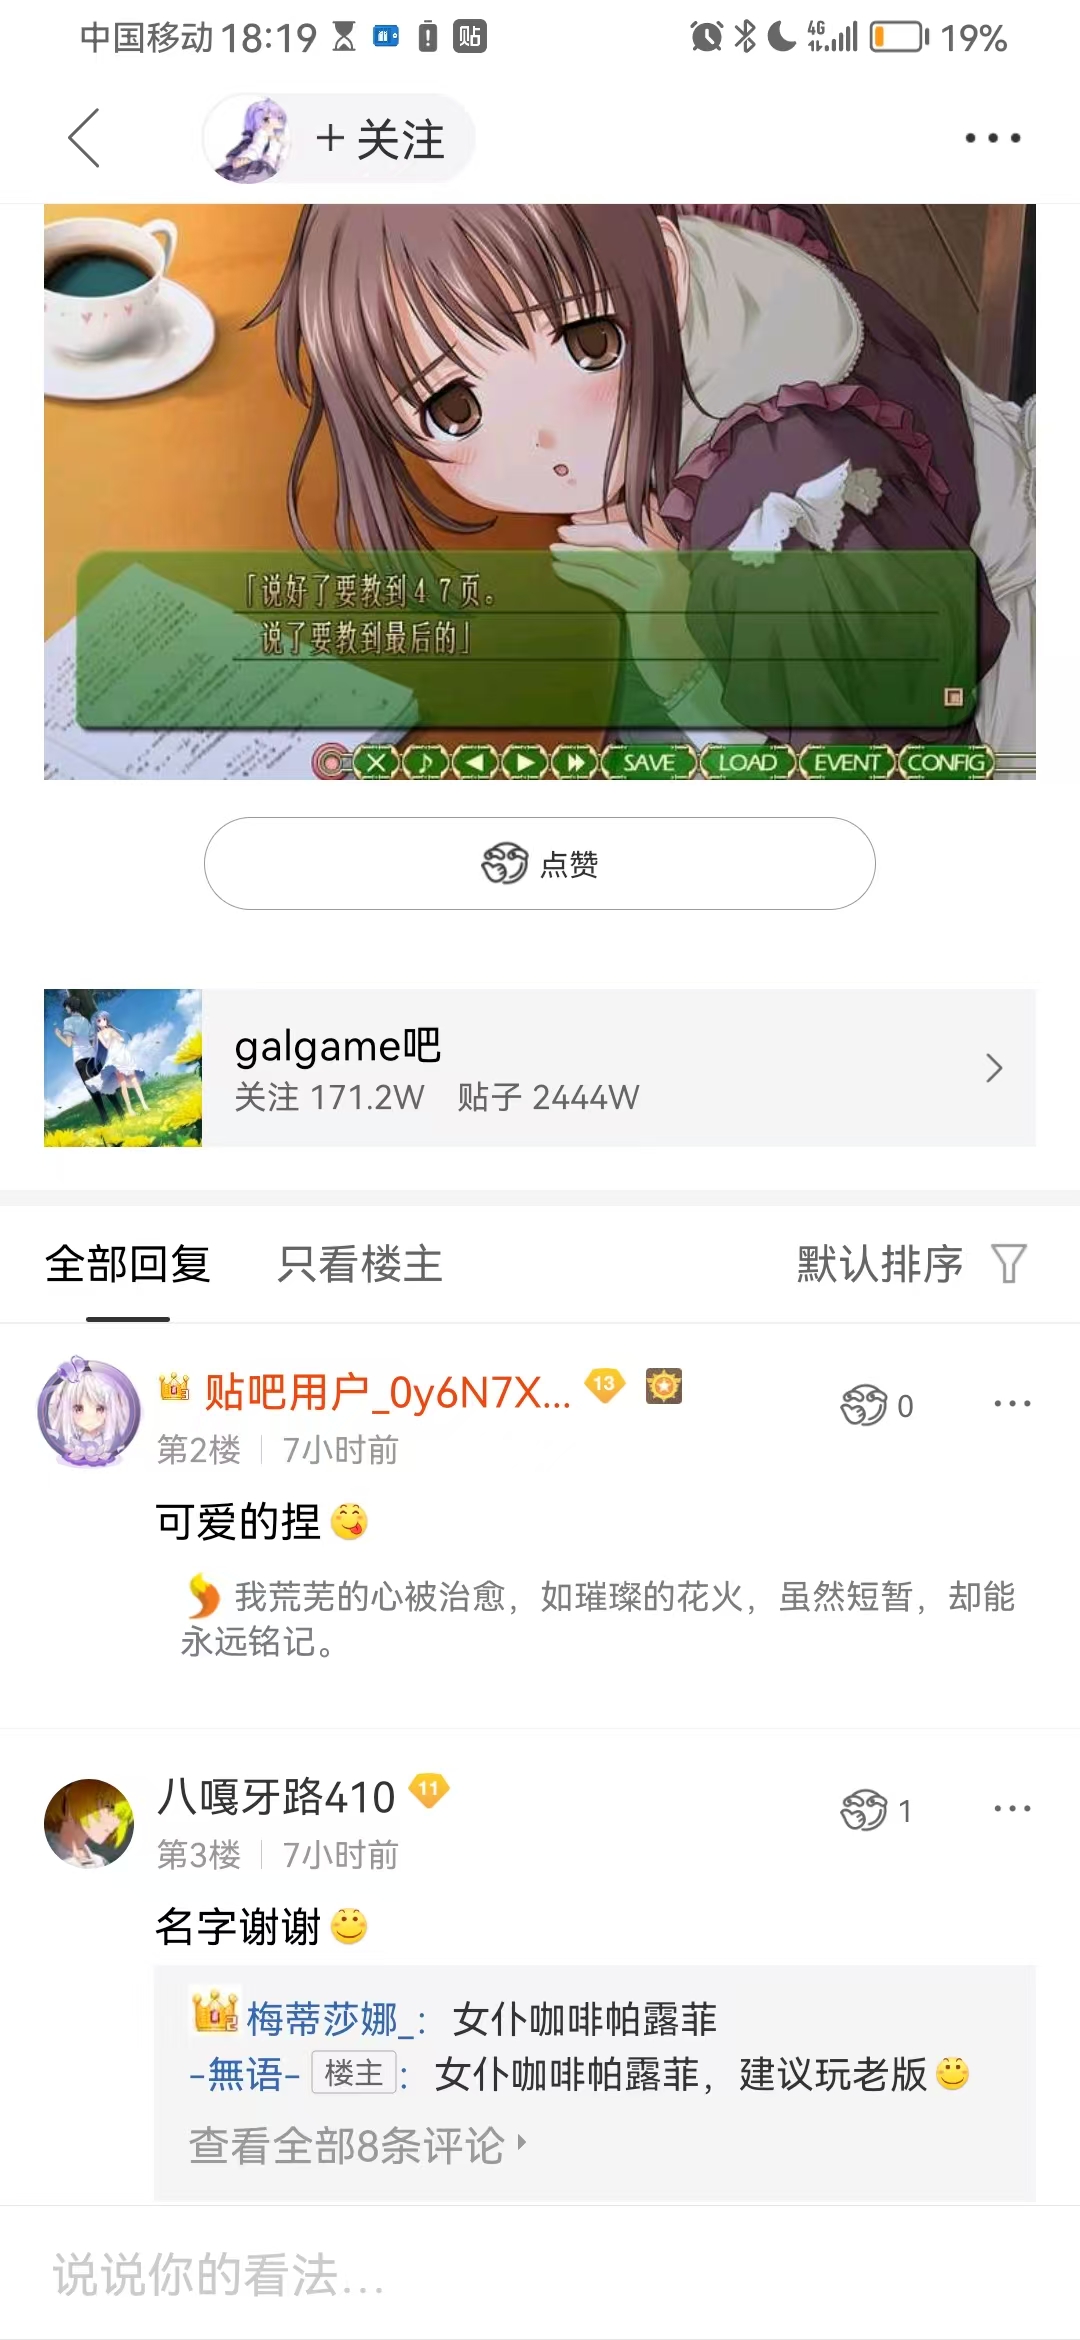 中国移动 18:19 贴 4G 19%
+ 关注
「说好了要教到47页。
说了要教到最后的」
SAVE LOAD EVENT CONFIG
点赞
galgame吧
关注 171.2W 贴子 2444W
全部回复 只看楼主 默认排序
贴吧用户_0y6N7X... 13 0
第2楼 7小时前
可爱的捏
我荒芜的心被治愈，如璀璨的花火，虽然短暂，却能
永远铭记。
八嘎牙路410 11 1
第3楼 7小时前
名字谢谢
梅蒂莎娜_： 女仆咖啡帕露菲
-無语- 楼主 ： 女仆咖啡帕露菲，建议玩老版
查看全部8条评论
说说你的看法...